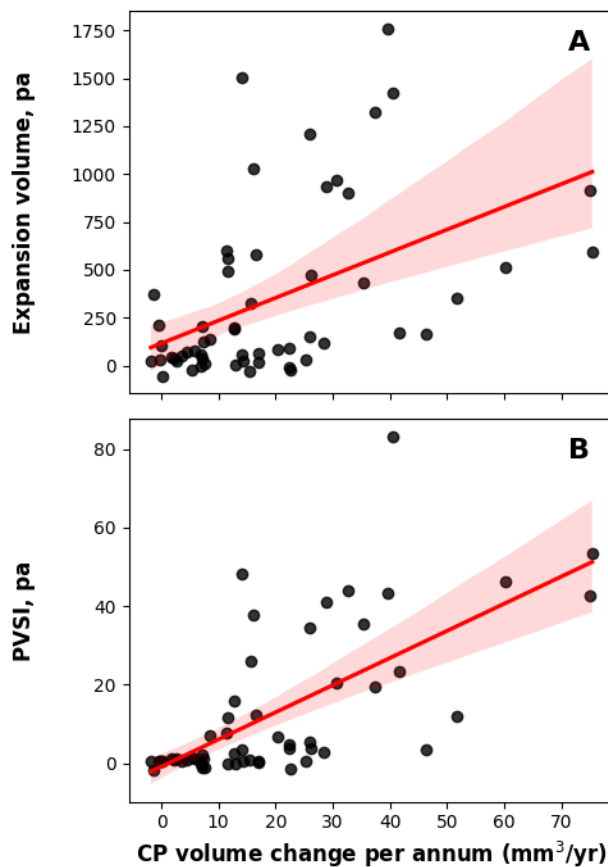 A
1750
1500
1250
1000
750
500
250
0
Expansion volume, pa
B
80
60
40
20
0
PVSI, pa
0 10 20 30 40 50 60 70
CP volume change per annum (mm³/yr)